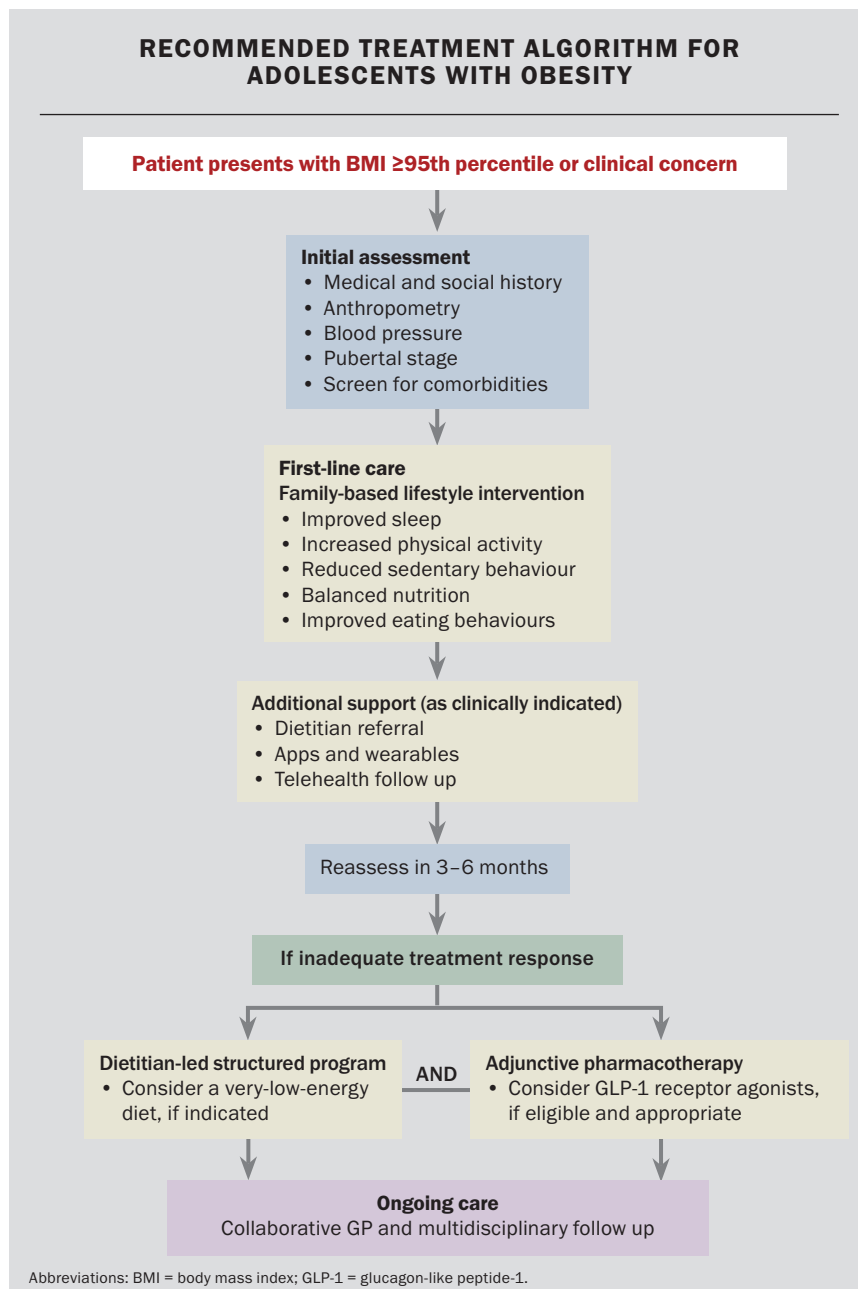 RECOMMENDED TREATMENT ALGORITHM FOR
ADOLESCENTS WITH OBESITY
Patient presents with BMI ≥95th percentile or clinical concern
Initial assessment
• Medical and social history
• Anthropometry
• Blood pressure
• Pubertal stage
• Screen for comorbidities
First-line care
Family-based lifestyle intervention
• Improved sleep
• Increased physical activity
• Reduced sedentary behaviour
• Balanced nutrition
• Improved eating behaviours
Additional support (as clinically indicated)
• Dietitian referral
• Apps and wearables
• Telehealth follow up
Reassess in 3–6 months
If inadequate treatment response
Dietitian-led structured program
• Consider a very-low-energy
diet, if indicated
AND
Adjunctive pharmacotherapy
• Consider GLP-1 receptor agonists,
if eligible and appropriate
Ongoing care
Collaborative GP and multidisciplinary follow up
Abbreviations: BMI = body mass index; GLP-1 = glucagon-like peptide-1.